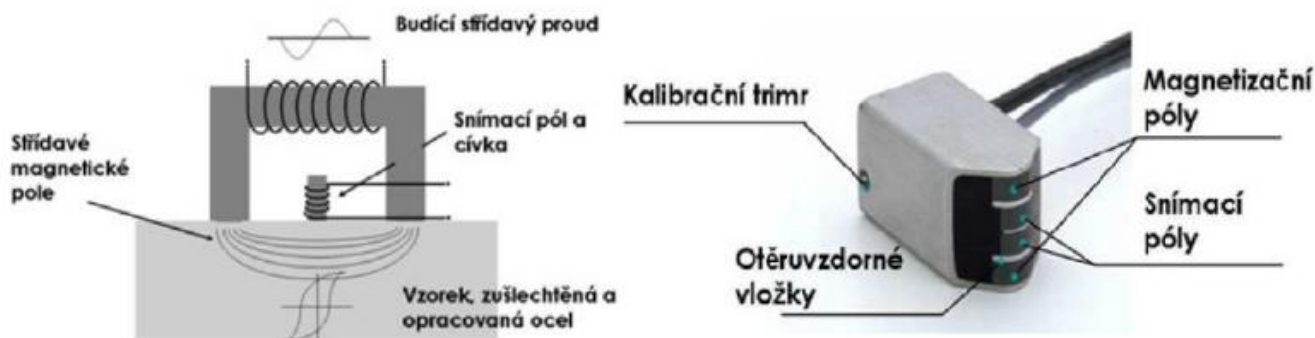 Budící střídavý proud
Snímací pól a
cívka
Střídavé
magnetické
pole
Vzorek, zušlechtěná a
opracovaná ocel
Kalibrační trimr
Magnetizační
póly
Snímací
póly
Otěruvzdorné
vložky